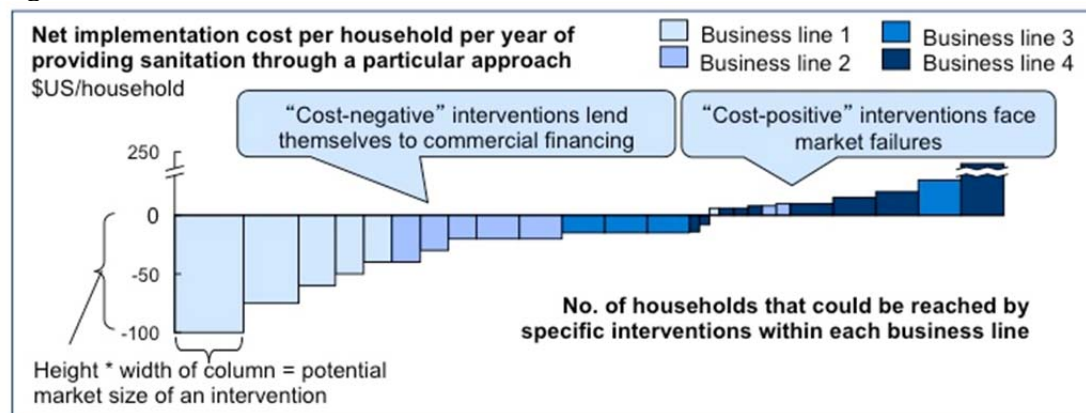 Net implementation cost per household per year of
providing sanitation through a particular approach
$US/household
Business line 1
Business line 2
Business line 3
Business line 4
“Cost-negative” interventions lend
themselves to commercial financing
“Cost-positive” interventions face
market failures
250
0
-50
-100
No. of households that could be reached by
specific interventions within each business line
Height * width of column = potential
market size of an intervention